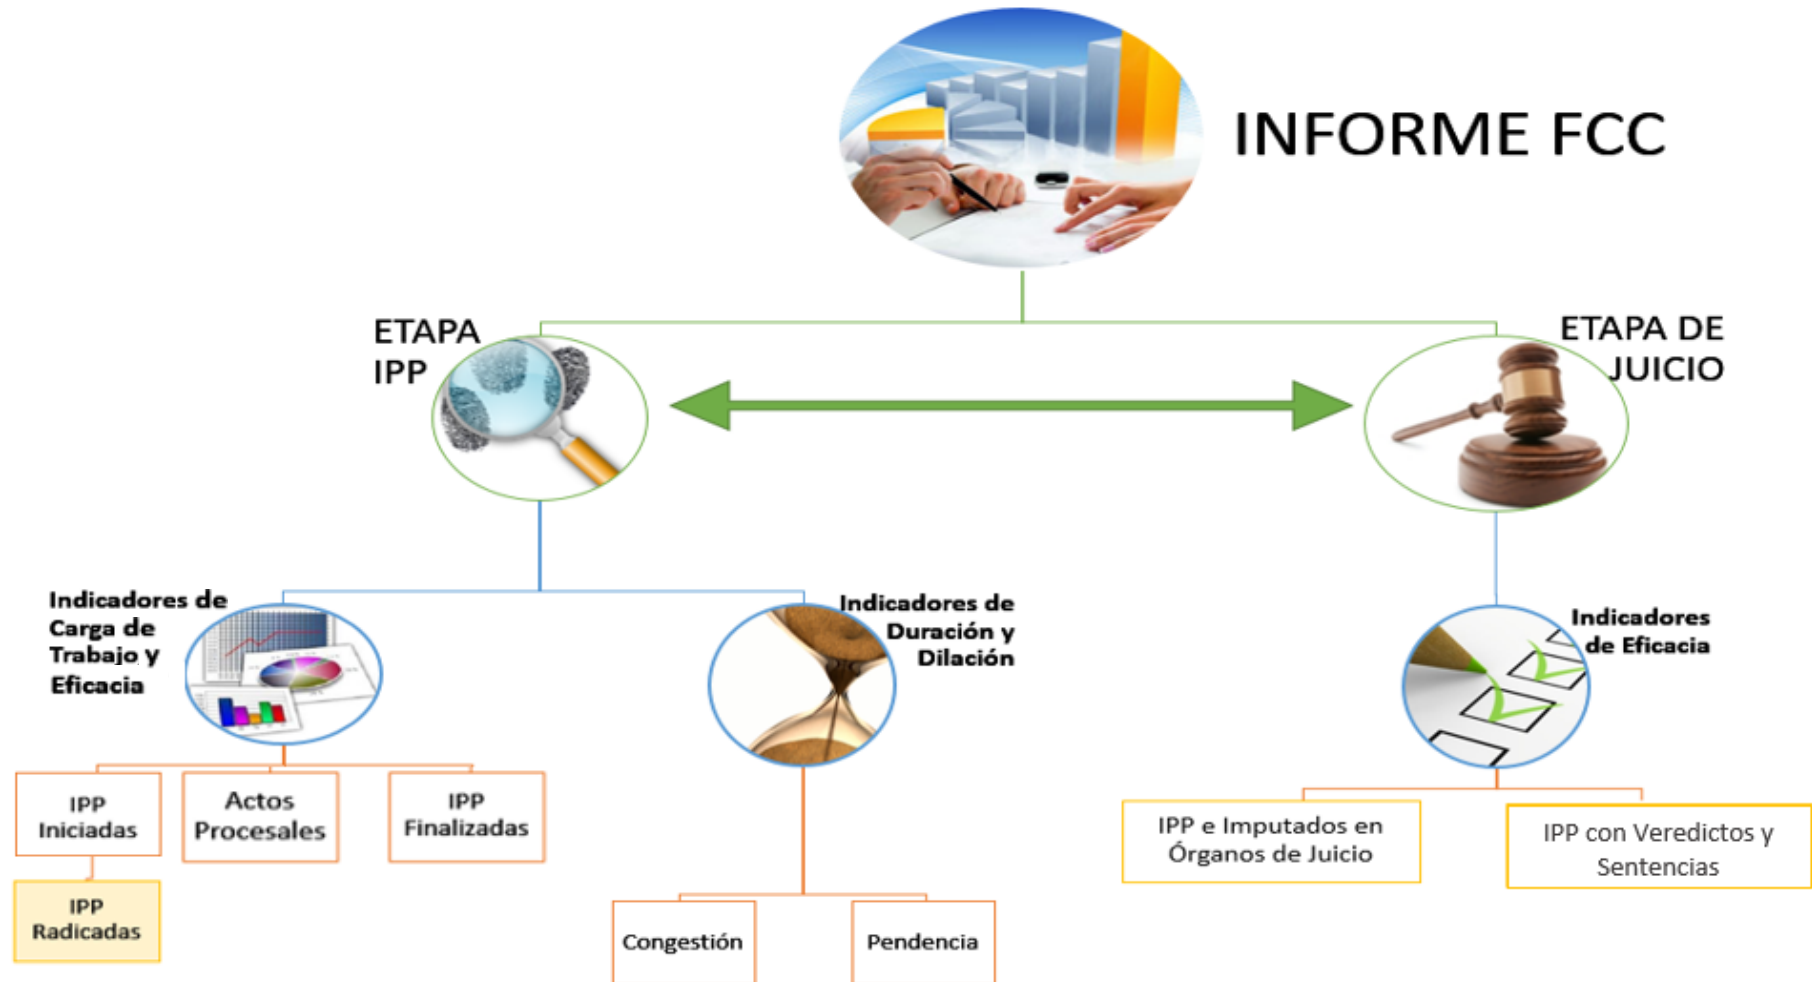 INFORME FCC
ETAPA
IPP
ETAPA DE
JUICIO
Indicadores de
Carga de
Trabajo y
Eficacia
Indicadores de
Duración y
Dilación
Indicadores
de Eficacia
IPP
Iniciadas
Actos
Procesales
IPP
Finalizadas
IPP
Radicadas
Congestión
Pendencia
IPP e Imputados en
Órganos de Juicio
IPP con Veredictos y
Sentencias